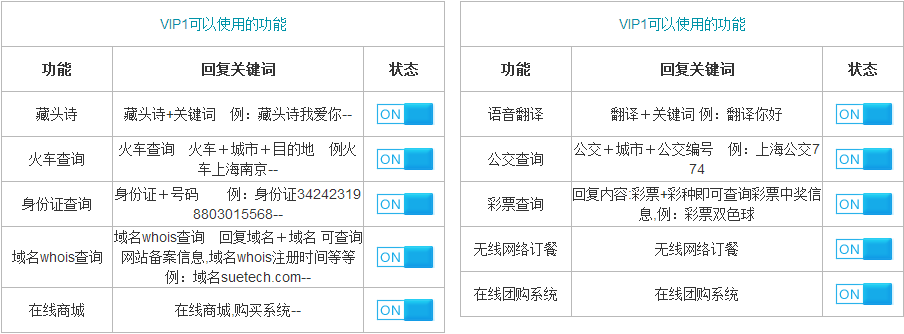 VIP1可以使用的功能
功能 回复关键词 状态
藏头诗 藏头诗+关键词 例：藏头诗我爱你-- ON
火车查询 火车查询 火车＋城市＋目的地 例火
车上海南京-- ON
身份证查询 身份证＋号码 例：身份证34242319
8803015568-- ON
域名whois查询 域名whois查询 回复域名＋域名 可查询
网站备案信息,域名whois注册时间等等
例：域名suetech.com-- ON
在线商城 在线商城,购买系统-- ON
VIP1可以使用的功能
功能 回复关键词 状态
语音翻译 翻译＋关键词 例：翻译你好 ON
公交查询 公交＋城市＋公交编号 例：上海公交7
74 ON
彩票查询 回复内容:彩票+彩种即可查询彩票中奖信
息,例：彩票双色球 ON
无线网络订餐 无线网络订餐 ON
在线团购系统 在线团购系统 ON